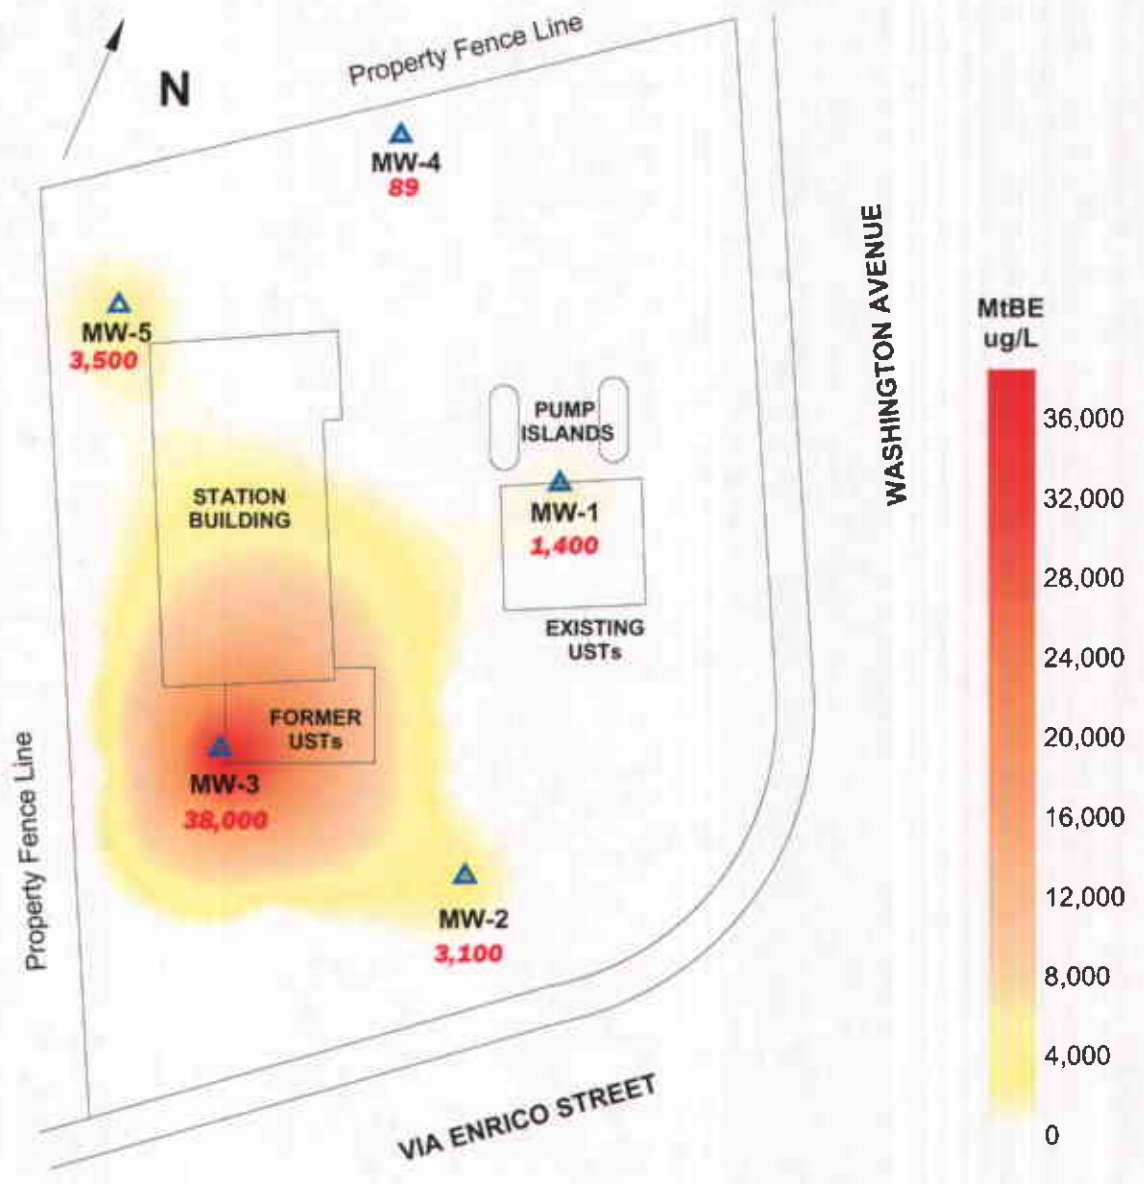 Property Fence Line
N
MW-4
89
WASHINGTON AVENUE
MtBE
ug/L
MW-5
3,500
36,000
32,000
28,000
24,000
20,000
16,000
12,000
8,000
4,000
0
PUMP
ISLANDS
STATION
BUILDING
MW-1
1,400
EXISTING
USTs
FORMER
USTs
MW-3
38,000
Property Fence Line
MW-2
3,100
VIA ENRICO STREET